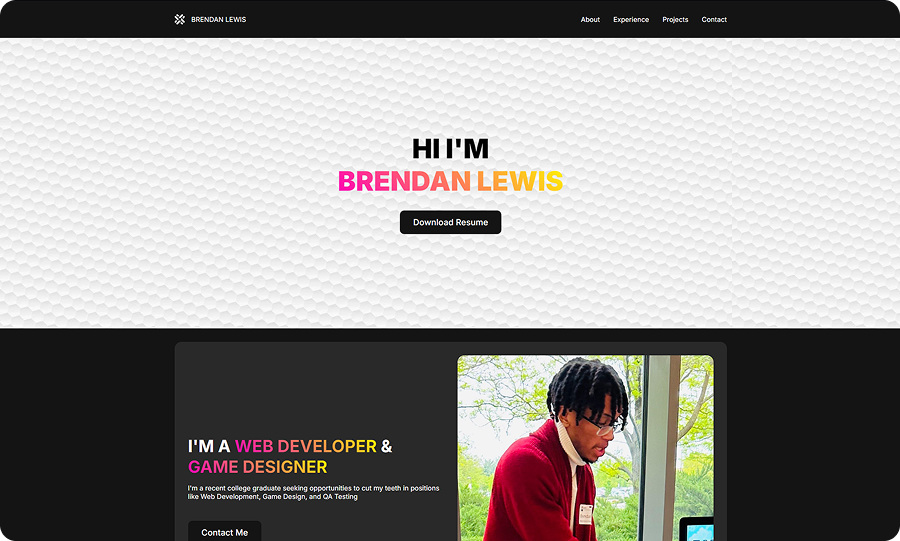 BRENDAN LEWIS
About
Experience
Projects
Contact
HI I'M
BRENDAN LEWIS
Download Resume
I'M A WEB DEVELOPER &
GAME DESIGNER
I'm a recent college graduate seeking opportunities to cut my teeth in positions
like Web Development, Game Design, and QA Testing
Contact Me